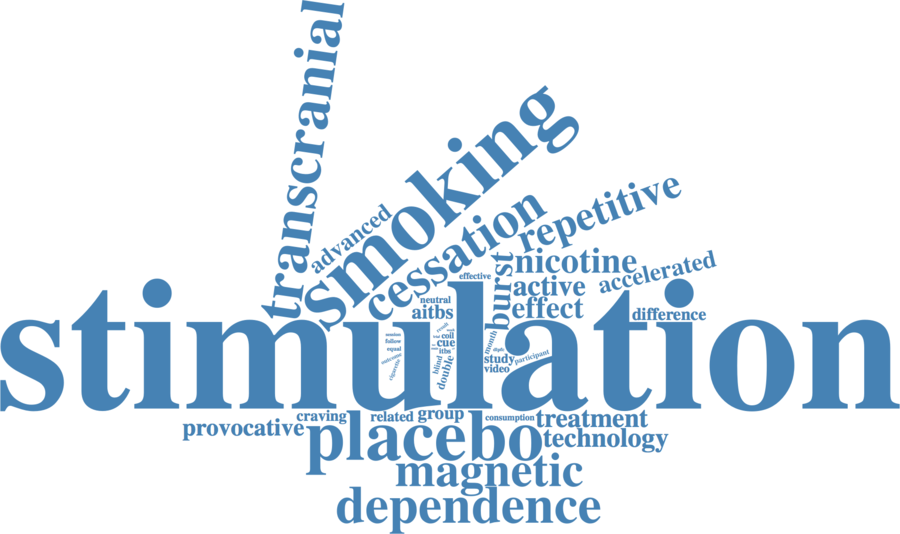 transcranial
advanced
smoking
cessation
repetitive
burst
nicotine
accelerated
active
effective
neutral
effect
aitbs
difference
stimulation
session
follow
equal
outcome
cigarette
result
coil
cue
itbs
blind
double
month
study
participant
video
craving
related
group
consumption
treatment
provocative
placebo
technology
magnetic
dependence